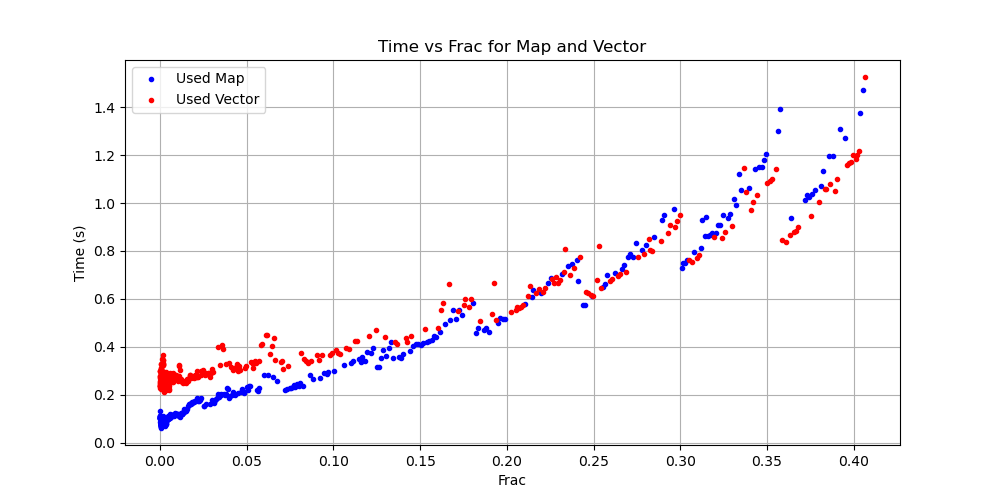 Time vs Frac for Map and Vector
Used Map
Used Vector
1.4
1.2
1.0
0.8
0.6
0.4
0.2
0.0
Time (s)
0.00 0.05 0.10 0.15 0.20 0.25 0.30 0.35 0.40
Frac